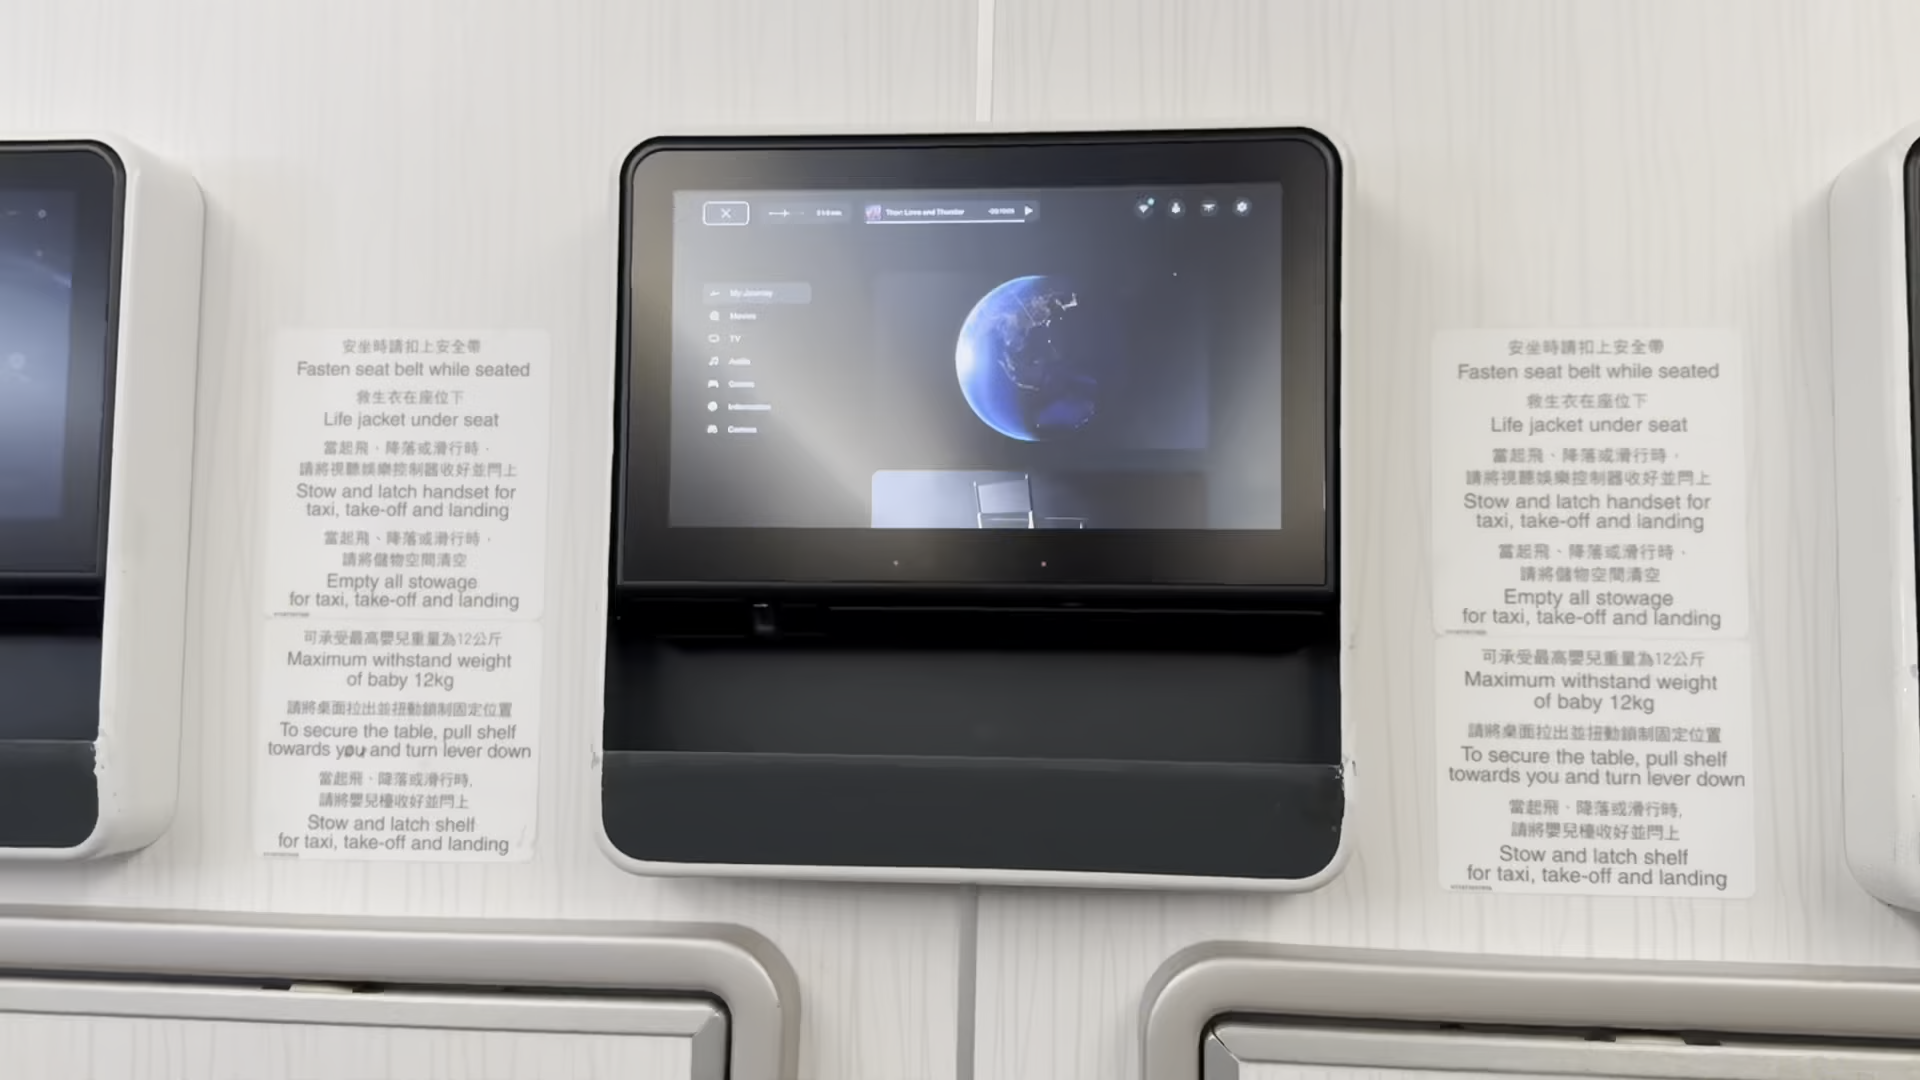 Thor: Love and Thunder
My Journey
Movies
TV
Audio
Games
Information
安坐時請扣上安全帶
Fasten seat belt while seated
救生衣在座位下
Life jacket under seat
當起飛、降落或滑行時，
請將視聽娛樂控制器收好並閂上
Stow and latch handset for
taxi, take-off and landing
當起飛、降落或滑行時，
請將儲物空間清空
Empty all stowage
for taxi, take-off and landing
可承受最高嬰兒重量為12公斤
Maximum withstand weight
of baby 12kg
請將桌面拉出並扭動鎖制固定位置
To secure the table, pull shelf
towards you and turn lever down
當起飛、降落或滑行時,
請將嬰兒檯收好並閂上
Stow and latch shelf
for taxi, take-off and landing
安坐時請扣上安全帶
Fasten seat belt while seated
救生衣在座位下
Life jacket under seat
當起飛、降落或滑行時，
請將視聽娛樂控制器收好並閂上
Stow and latch handset for
taxi, take-off and landing
當起飛、降落或滑行時，
請將儲物空間清空
Empty all stowage
for taxi, take-off and landing
可承受最高嬰兒重量為12公斤
Maximum withstand weight
of baby 12kg
請將桌面拉出並扭動鎖制固定位置
To secure the table, pull shelf
towards you and turn lever down
當起飛、降落或滑行時,
請將嬰兒檯收好並閂上
Stow and latch shelf
for taxi, take-off and landing